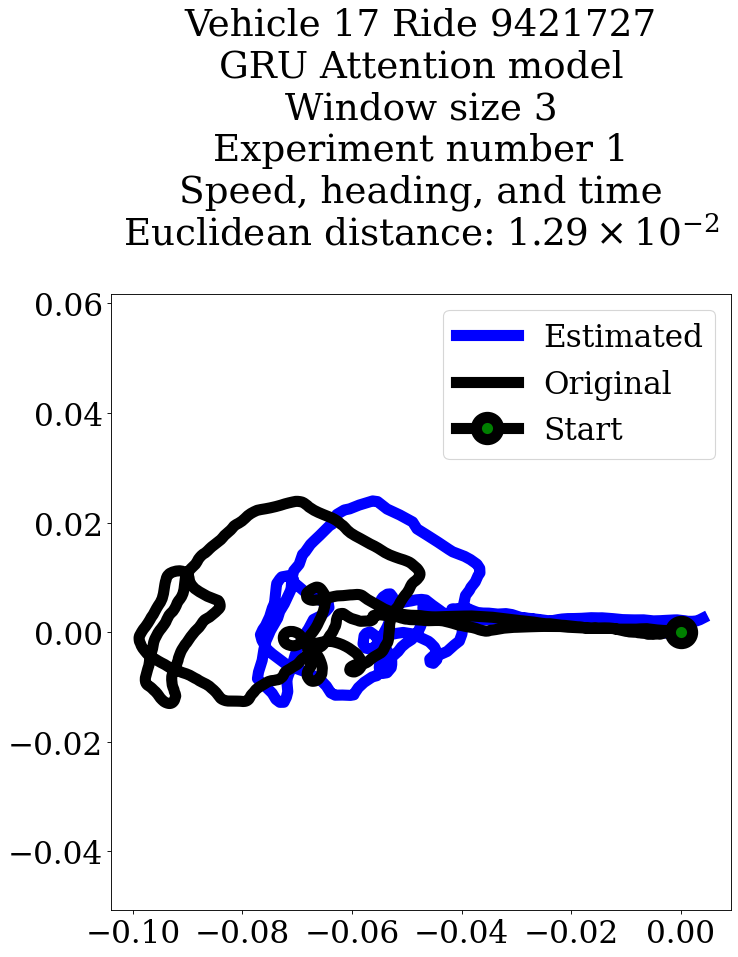 Vehicle 17 Ride 9421727
GRU Attention model
Window size 3
Experiment number 1
Speed, heading, and time
Euclidean distance: 1.29 × 10⁻²
0.06
0.04
0.02
0.00
−0.02
−0.04
Estimated
Original
Start
−0.10 −0.08 −0.06 −0.04 −0.02 0.00